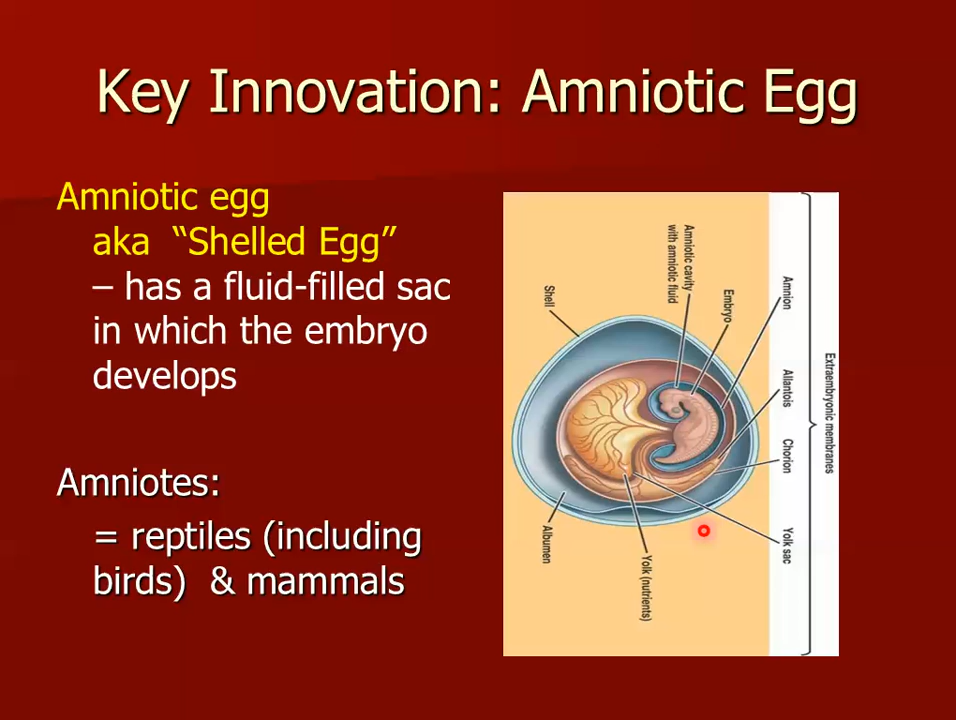 Key Innovation: Amniotic Egg
Amniotic egg
aka “Shelled Egg”
– has a fluid-filled sac
in which the embryo
develops
Amniotes:
= reptiles (including
birds) & mammals
Extraembryonic membranes
Amnion
Allantois
Chorion
Yolk sac
Amniotic cavity
with amniotic fluid
Embryo
Shell
Albumen
Yolk (nutrients)